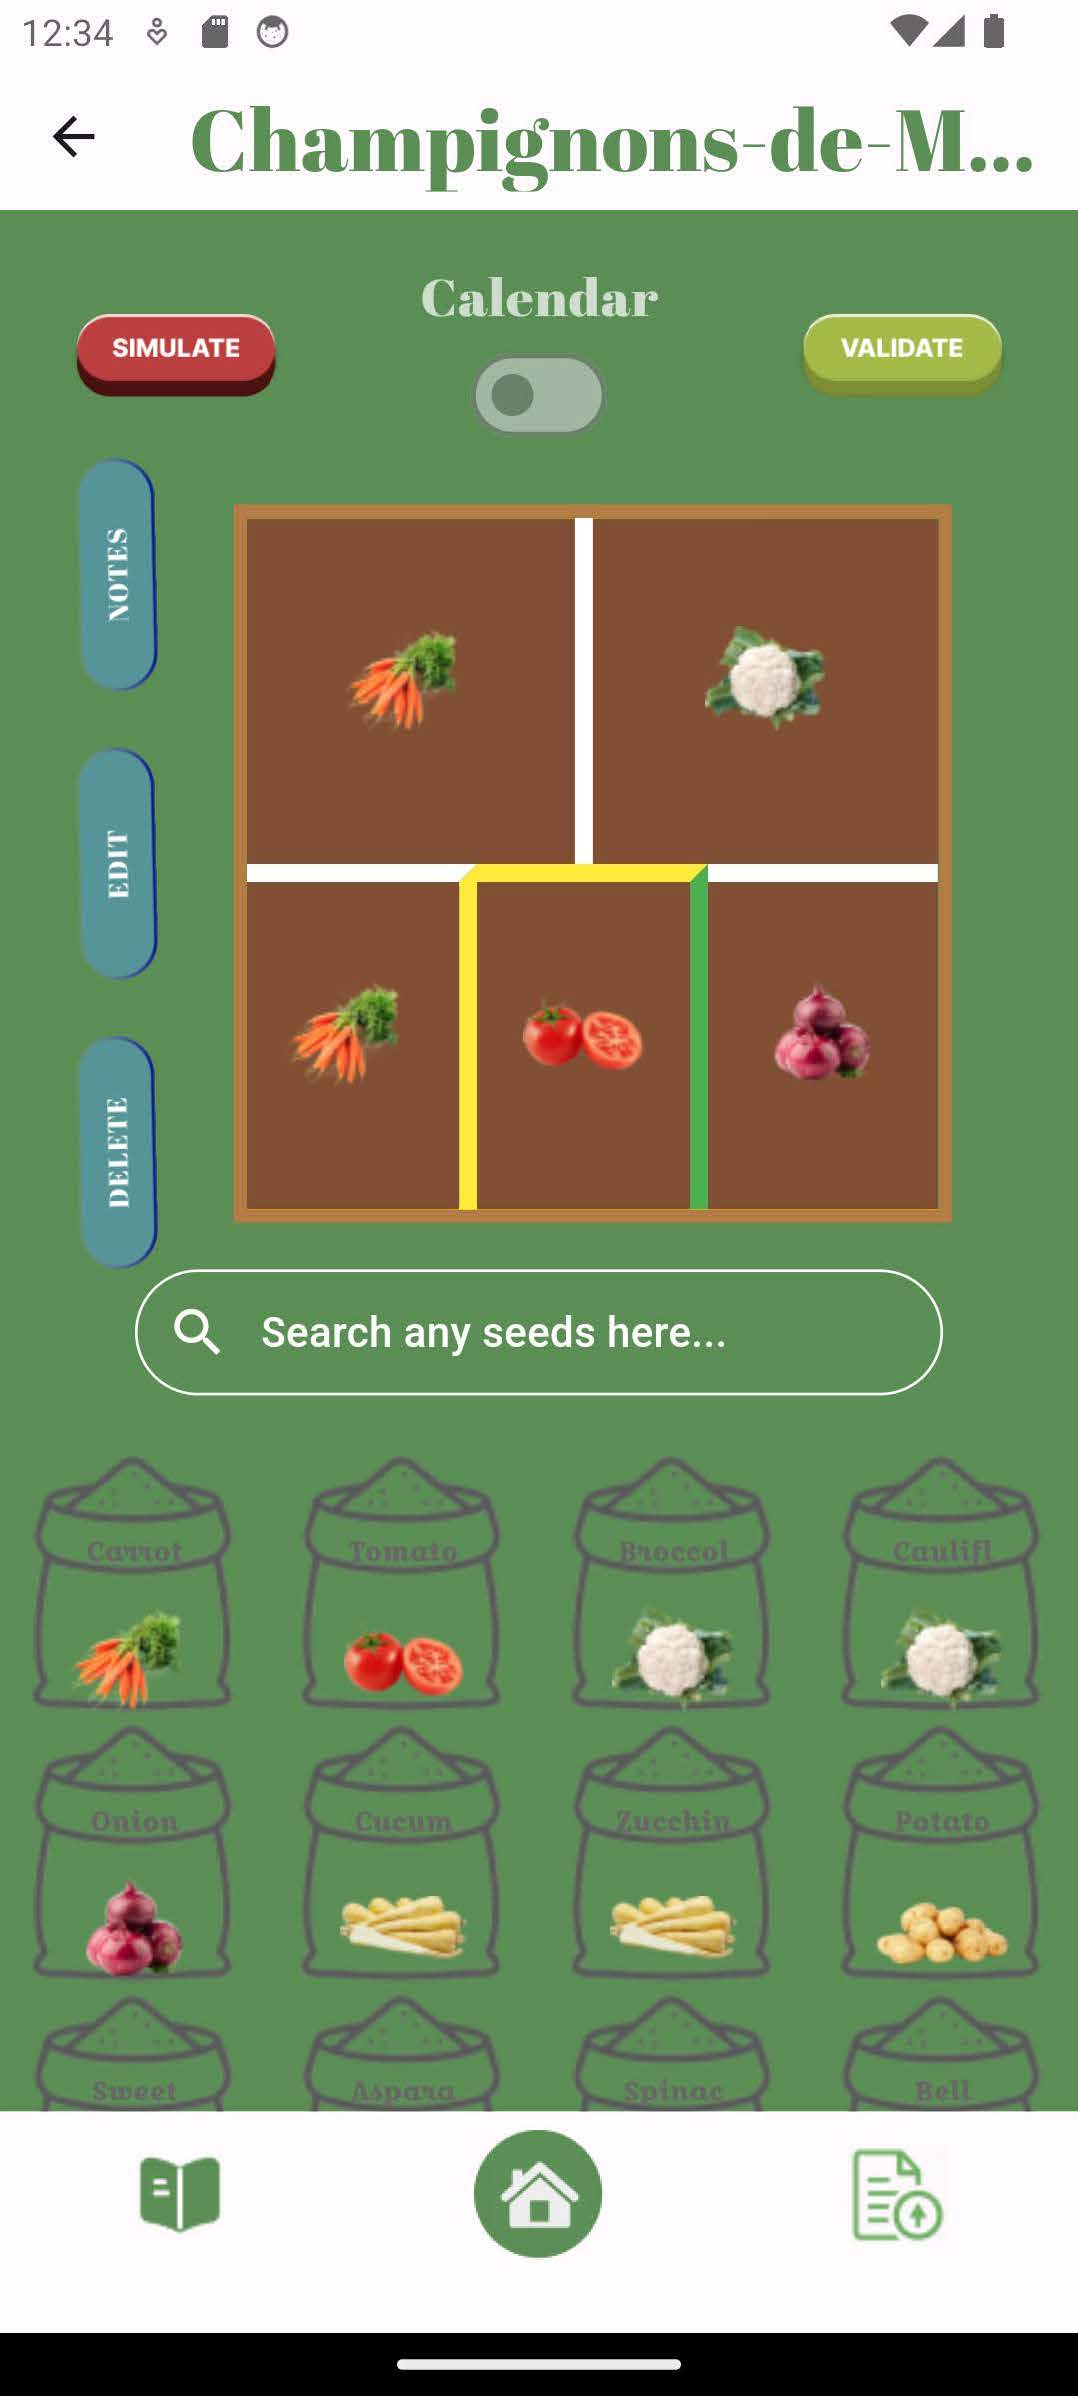 12:34
Champignons-de-M...
Calendar
SIMULATE
VALIDATE
NOTES
EDIT
DELETE
Search any seeds here...
Carrot
Tomato
Broccol
Caulifl
Onion
Cucum
Zucchin
Potato
Sweet
Aspara
Spinac
Bell